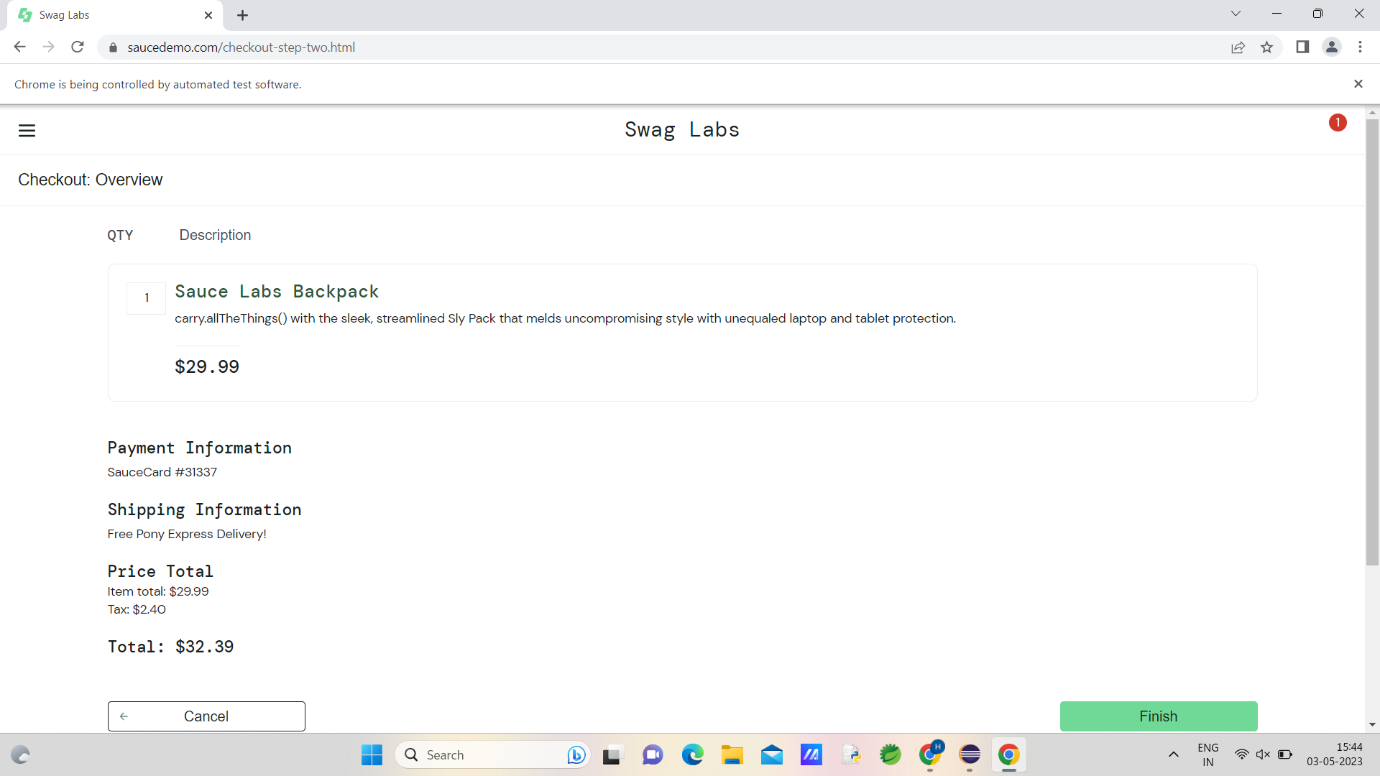 Swag Labs
saucedemo.com/checkout-step-two.html
Chrome is being controlled by automated test software.
Swag Labs
1
Checkout: Overview
QTY Description
1
Sauce Labs Backpack
carry.allTheThings() with the sleek, streamlined Sly Pack that melds uncompromising style with unequaled laptop and tablet protection.
$29.99
Payment Information
SauceCard #31337
Shipping Information
Free Pony Express Delivery!
Price Total
Item total: $29.99
Tax: $2.40
Total: $32.39
Cancel
Finish
Search
H
ENG
IN
15:44
03-05-2023